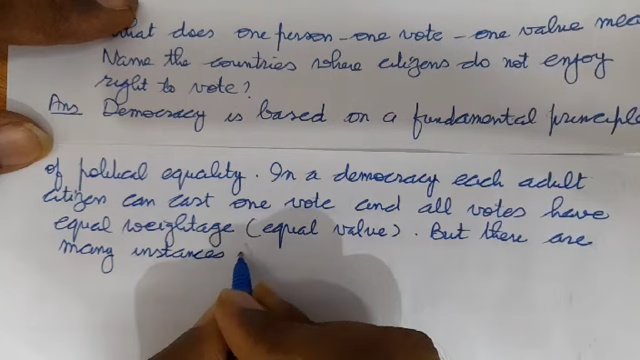 What does one person - one vote - one value mea
Name the countries where citizens do not enjoy
right to vote?
Ans Democracy is based on a fundamental principle
of political equality. In a democracy each adult
citizen can cast one vote and all votes have
equal weightage (equal value). But there are
many instances